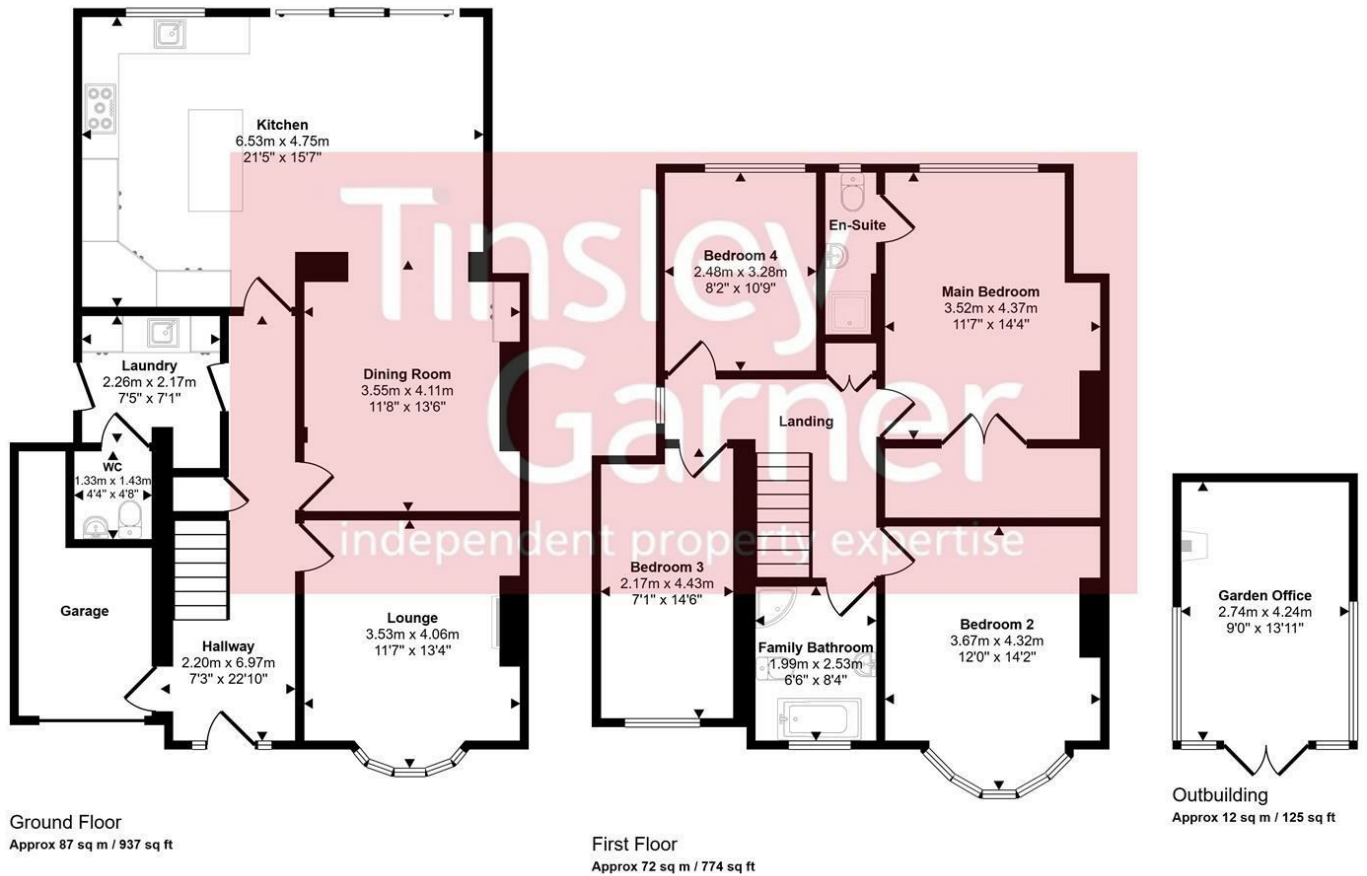 Kitchen
6.53m x 4.75m
21'5" x 15'7"
Laundry
2.26m x 2.17m
7'5" x 7'1"
WC
1.33m x 1.43m
4'4" x 4'8"
Garage
Hallway
2.20m x 6.97m
7'3" x 22'10"
Dining Room
3.55m x 4.11m
11'8" x 13'6"
Lounge
3.53m x 4.06m
11'7" x 13'4"
Ground Floor
Approx 87 sq m / 937 sq ft
Tinsley
Garner
independent property expertise
Bedroom 4
2.48m x 3.28m
8'2" x 10'9"
En-Suite
Main Bedroom
3.52m x 4.37m
11'7" x 14'4"
Landing
Bedroom 3
2.17m x 4.43m
7'1" x 14'6"
Family Bathroom
1.99m x 2.53m
6'6" x 8'4"
Bedroom 2
3.67m x 4.32m
12'0" x 14'2"
First Floor
Approx 72 sq m / 774 sq ft
Garden Office
2.74m x 4.24m
9'0" x 13'11"
Outbuilding
Approx 12 sq m / 125 sq ft